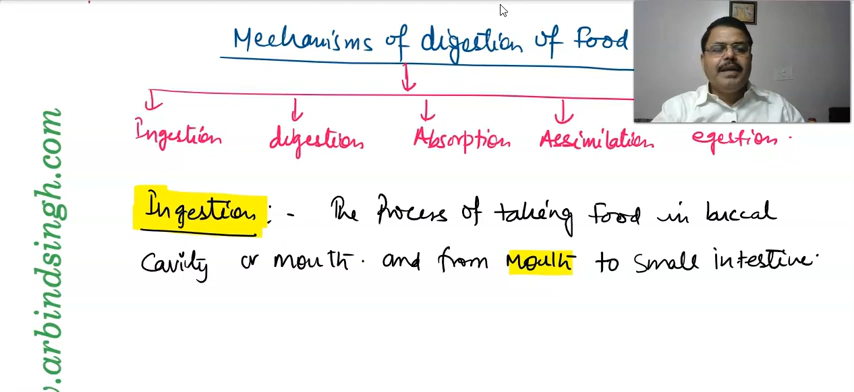 Mechanisms of digestion of food
Ingestion digestion Absorption Assimilation egestion.
Ingestion :- The Process of taking food in buccal
cavity or mouth. and from Mouth to small intestive.
w.arbindsingh.com